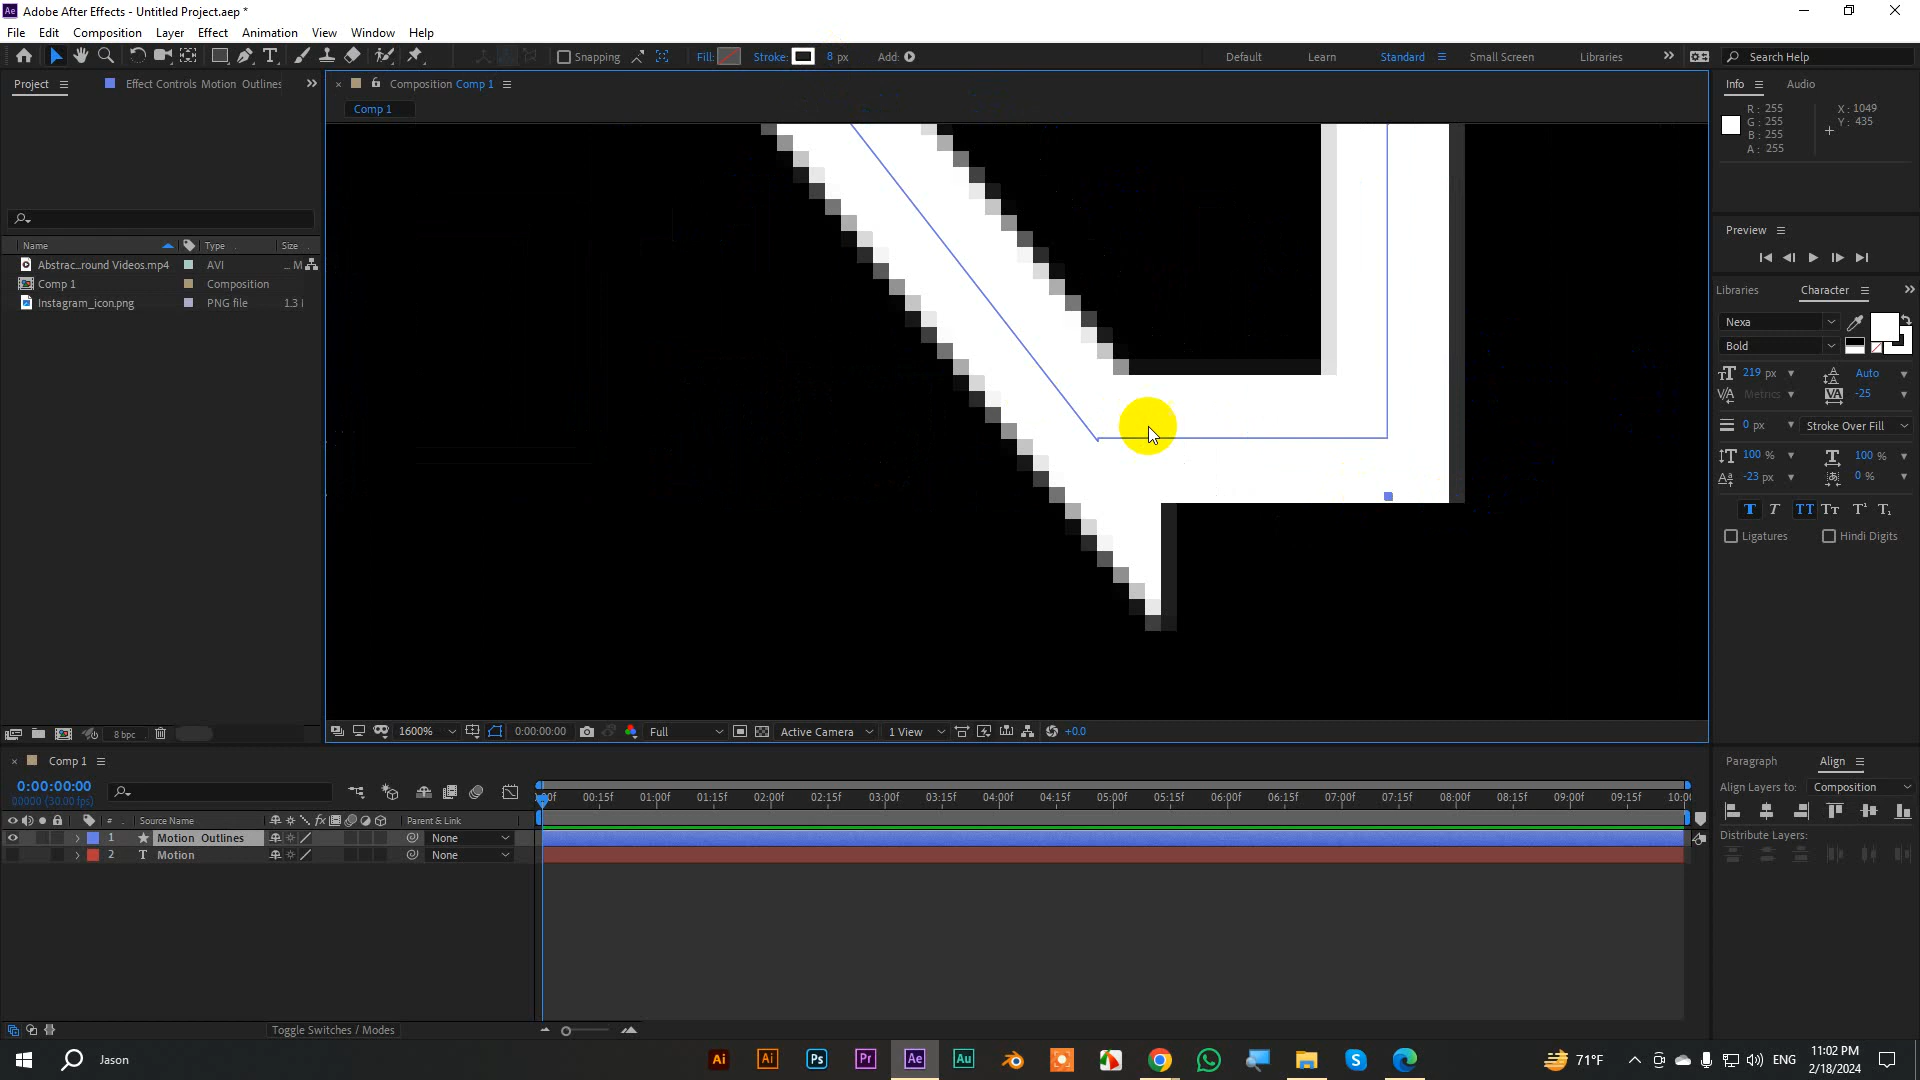 Adobe After Effects - Untitled Project.aep *
File Edit Composition Layer Effect Animation View Window Help
Snapping Fill: Stroke: 8 px Add: Default Learn Standard Small Screen Libraries Search Help
Project Effect Controls Motion Outlines Composition Comp 1 Info Audio
Comp 1
R: 255 X: 1049
G: 255 Y: 435
B: 255
A: 255
Preview
Name Type Size
Abstrac...round Videos.mp4 AVI ... M
Comp 1 Composition
Instagram_icon.png PNG file 1.3
Libraries Character
Nexa
Bold
219 px Auto
Metrics -25
0 px Stroke Over Fill
100 % 100 %
-23 px 0 %
Ligatures Hindi Digits
8 bpc 1600% 0:00:00:00 Full Active Camera 1 View +0.0
Comp 1
Paragraph Align
0:00:00:00
00000 (30.00 fps)
Align Layers to: Composition
00f 00:15f 01:00f 01:15f 02:00f 02:15f 03:00f 03:15f 04:00f 04:15f 05:00f 05:15f 06:00f 06:15f 07:00f 07:15f 08:00f 08:15f 09:00f 09:15f 10:00
# Source Name Parent & Link
1 Motion Outlines None
Distribute Layers:
2 T Motion None
Toggle Switches / Modes
Jason 71°F ENG 11:02 PM
2/18/2024